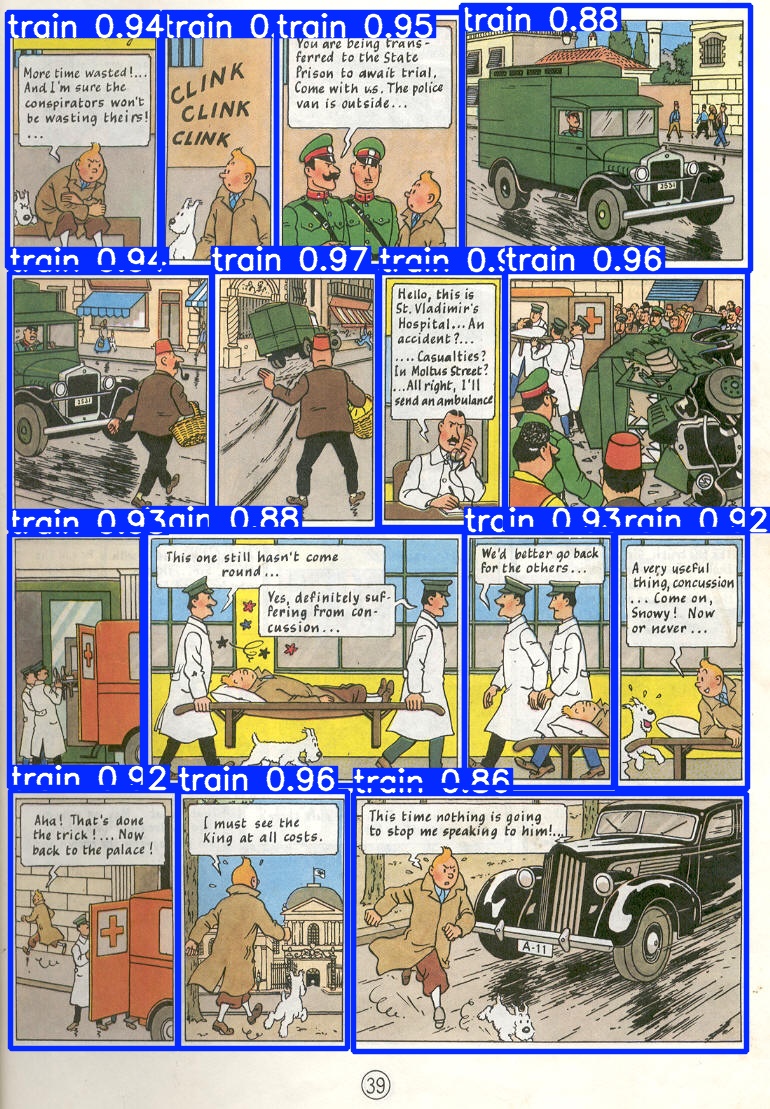 train 0.94
train 0.
train 0.95
train 0.88
More time wasted!...
And I'm sure the
conspirators won't
be wasting theirs!
...
CLINK
CLINK
CLINK
You are being trans-
ferred to the State
Prison to await trial.
Come with us. The police
van is outside...
2531
train 0.94
train 0.97
train 0.9
train 0.96
2531
Hello, this is
St. Vladimir's
Hospital... An
accident?...
.... Casualties?
In Moltus Street?
...All right, I'll
send an ambulance
train 0.93
ain 0.88
train 0.93
train 0.92
This one still hasn't come
round...
Yes, definitely suf-
fering from con-
cussion...
We'd better go back
for the others...
A very useful
thing, concussion
... Come on,
Snowy! Now
or never...
train 0.92
train 0.96
train 0.86
Aha! That's done
the trick!... Now
back to the palace!
I must see the
King at all costs.
This time nothing is going
to stop me speaking to him!...
A-11
39